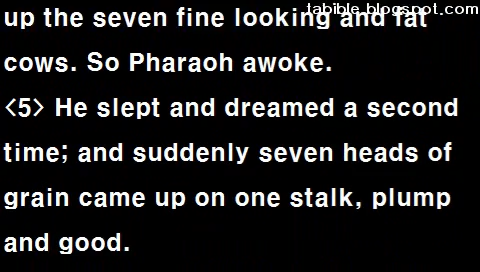 tabible.blogspot.com
up the seven fine looking and fat
cows. So Pharaoh awoke.
<5> He slept and dreamed a second
time; and suddenly seven heads of
grain came up on one stalk, plump
and good.